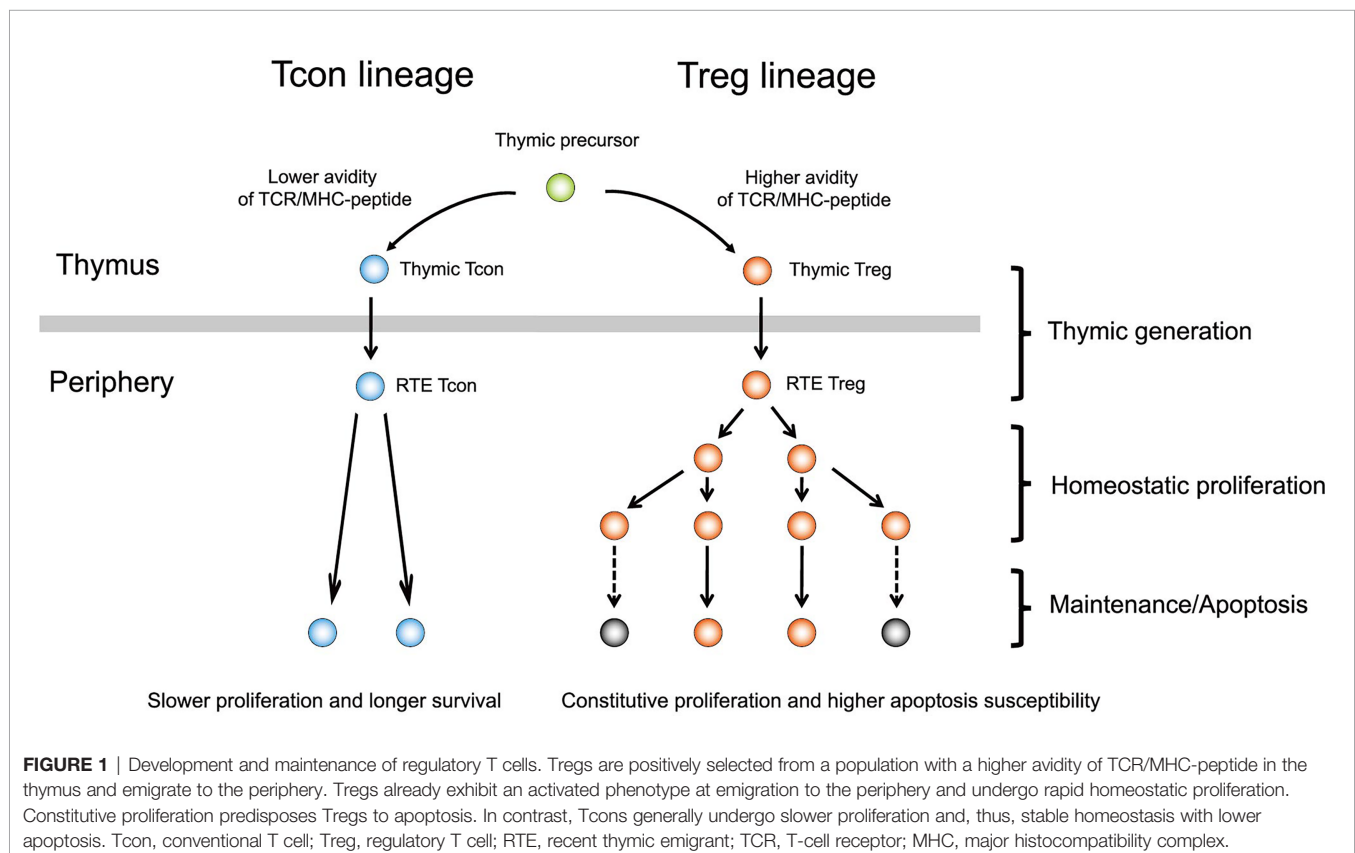 Tcon lineage
Treg lineage
Thymic precursor
Lower avidity
of TCR/MHC-peptide
Higher avidity
of TCR/MHC-peptide
Thymus
Thymic Tcon
Thymic Treg
Thymic generation
Periphery
RTE Tcon
RTE Treg
Homeostatic proliferation
Maintenance/Apoptosis
Slower proliferation and longer survival
Constitutive proliferation and higher apoptosis susceptibility
FIGURE 1 | Development and maintenance of regulatory T cells. Tregs are positively selected from a population with a higher avidity of TCR/MHC-peptide in the
thymus and emigrate to the periphery. Tregs already exhibit an activated phenotype at emigration to the periphery and undergo rapid homeostatic proliferation.
Constitutive proliferation predisposes Tregs to apoptosis. In contrast, Tcons generally undergo slower proliferation and, thus, stable homeostasis with lower
apoptosis. Tcon, conventional T cell; Treg, regulatory T cell; RTE, recent thymic emigrant; TCR, T-cell receptor; MHC, major histocompatibility complex.